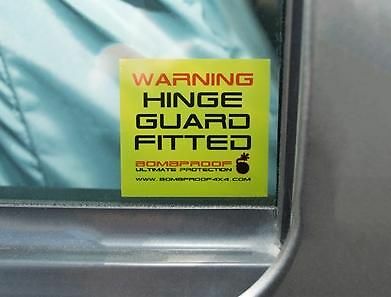 WARNING
HINGE
GUARD
FITTED
BOMBPROOF
ULTIMATE PROTECTION
WWW.BOMBPROOF4X4.COM